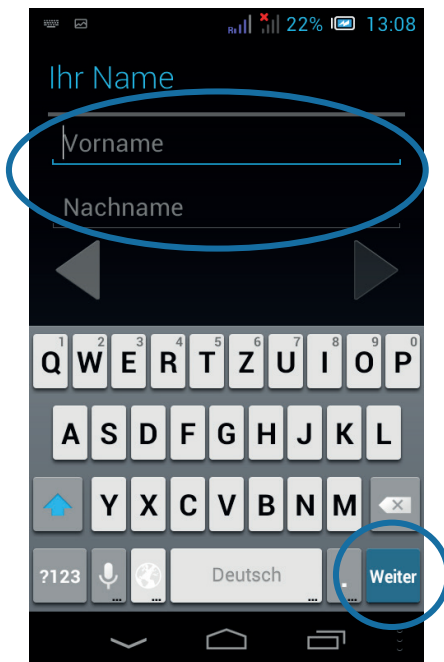 R 22% 13:08
Ihr Name
Vorname
Nachname
1 2 3 4 5 6 7 8 9 0
Q W E R T Z U I O P
A S D F G H J K L
Y X C V B N M
?123 Deutsch . Weiter